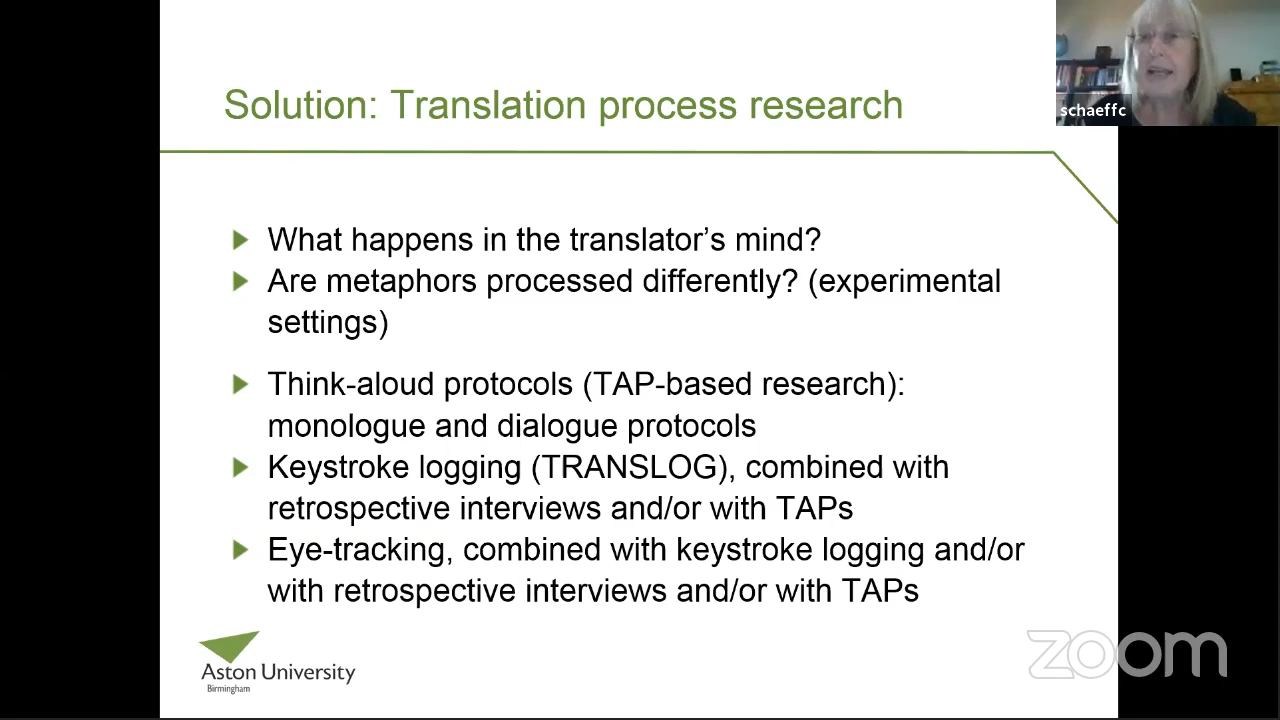 Solution: Translation process research
schaeffc
What happens in the translator’s mind?
Are metaphors processed differently? (experimental
settings)
Think-aloud protocols (TAP-based research):
monologue and dialogue protocols
Keystroke logging (TRANSLOG), combined with
retrospective interviews and/or with TAPs
Eye-tracking, combined with keystroke logging and/or
with retrospective interviews and/or with TAPs
Aston University
Birmingham
zoom